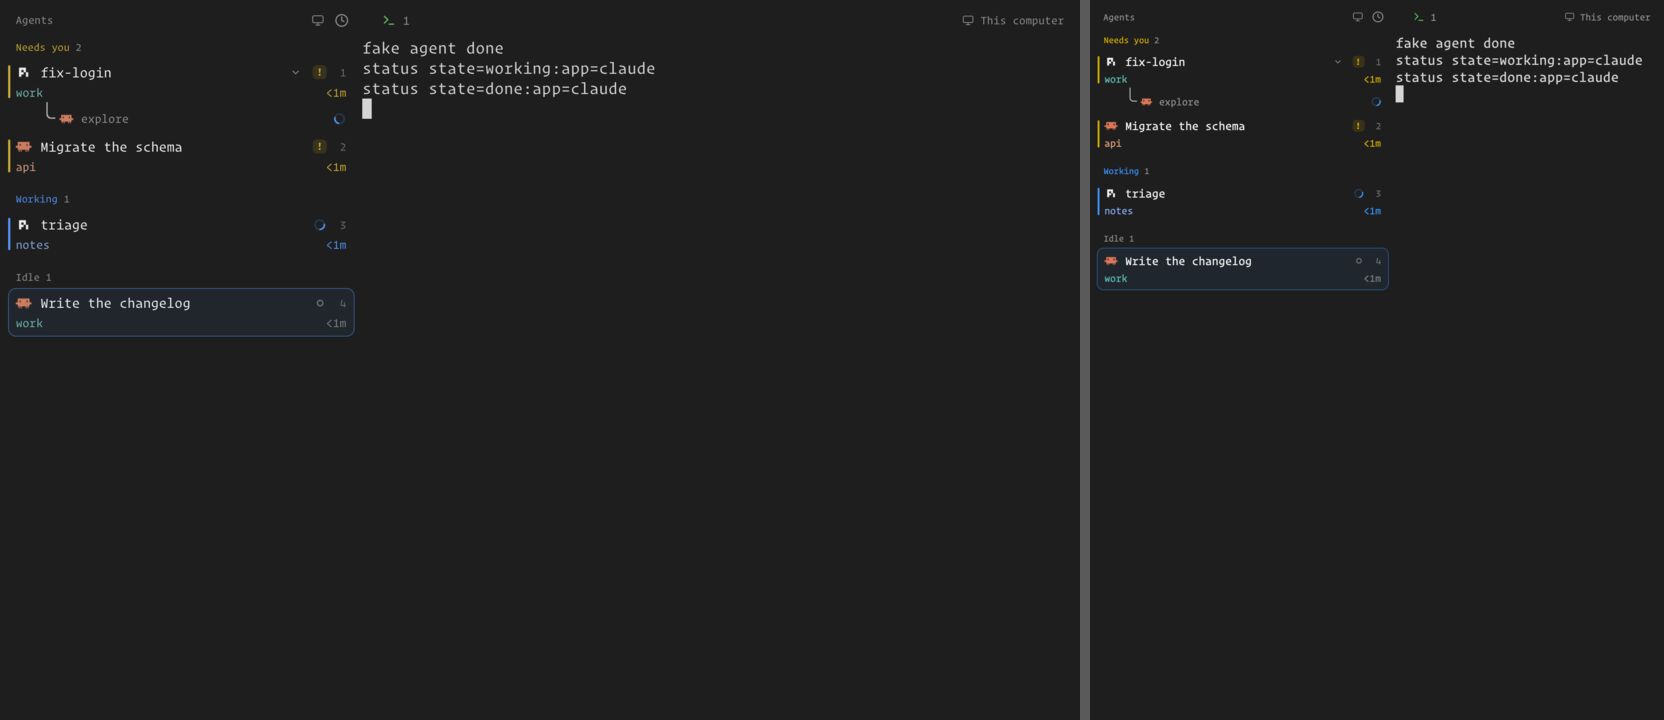 Agents
Needs you 2
fix-login ! 1
work <1m
explore
Migrate the schema ! 2
api <1m
Working 1
triage 3
notes <1m
Idle 1
Write the changelog 4
work <1m
>_ 1 This computer
fake agent done
status state=working:app=claude
status state=done:app=claude
Agents
Needs you 2
fix-login ! 1
work <1m
explore
Migrate the schema ! 2
api <1m
Working 1
triage 3
notes <1m
Idle 1
Write the changelog 4
work <1m
>_ 1 This computer
fake agent done
status state=working:app=claude
status state=done:app=claude